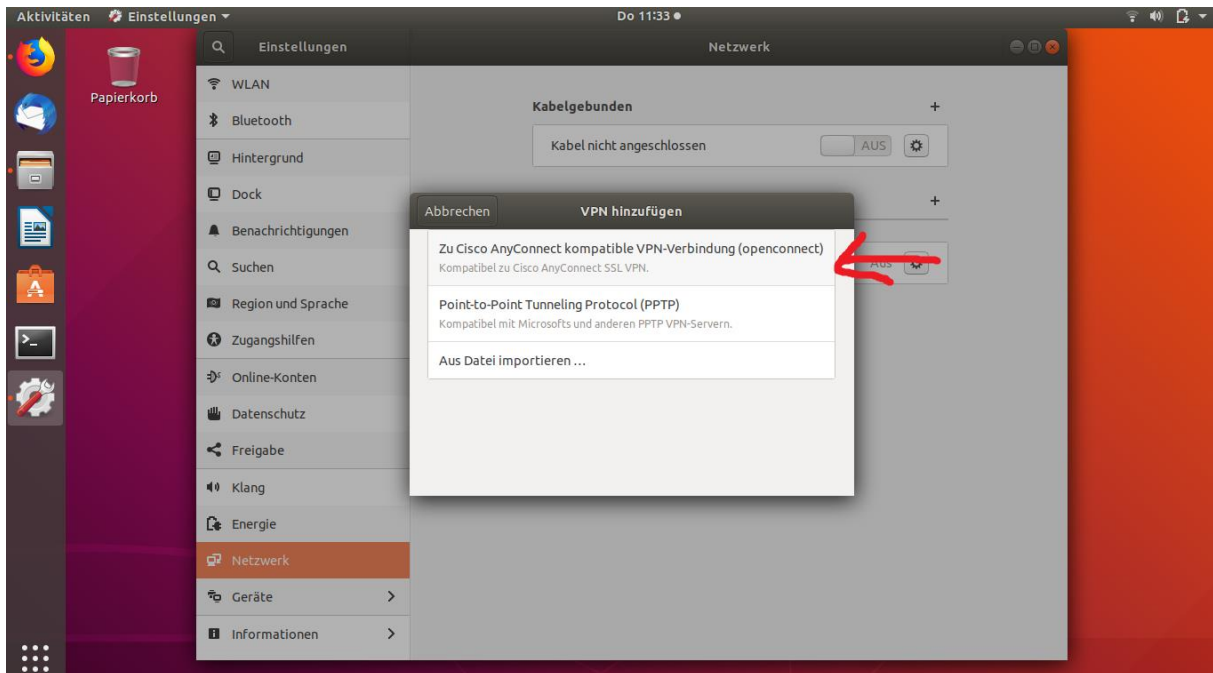 Aktivitäten Einstellungen Do 11:33
Papierkorb
Einstellungen
WLAN
Bluetooth
Hintergrund
Dock
Benachrichtigungen
Suchen
Region und Sprache
Zugangshilfen
Online-Konten
Datenschutz
Freigabe
Klang
Energie
Netzwerk
Geräte
Informationen
Netzwerk
Kabelgebunden +
Kabel nicht angeschlossen AUS
+
Aus
Abbrechen VPN hinzufügen
Zu Cisco AnyConnect kompatible VPN-Verbindung (openconnect)
Kompatibel zu Cisco AnyConnect SSL VPN.
Point-to-Point Tunneling Protocol (PPTP)
Kompatibel mit Microsofts und anderen PPTP VPN-Servern.
Aus Datei importieren …